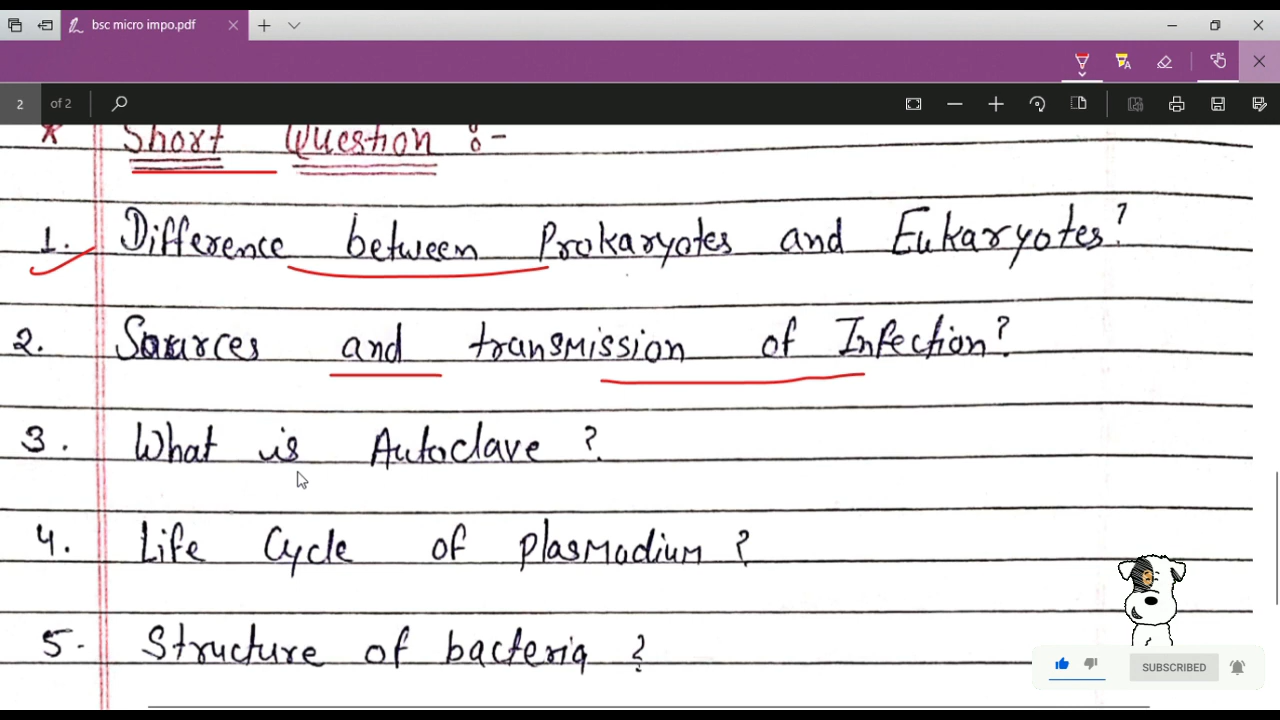 bsc micro impo.pdf
2 of 2
* Short Question :-
1. Difference between Prokaryotes and Eukaryotes?
2. Sources and transmission of Infection?
3. What is Autoclave ?
4. Life Cycle of plasmodium ?
5. Structure of bacteria ?
SUBSCRIBED